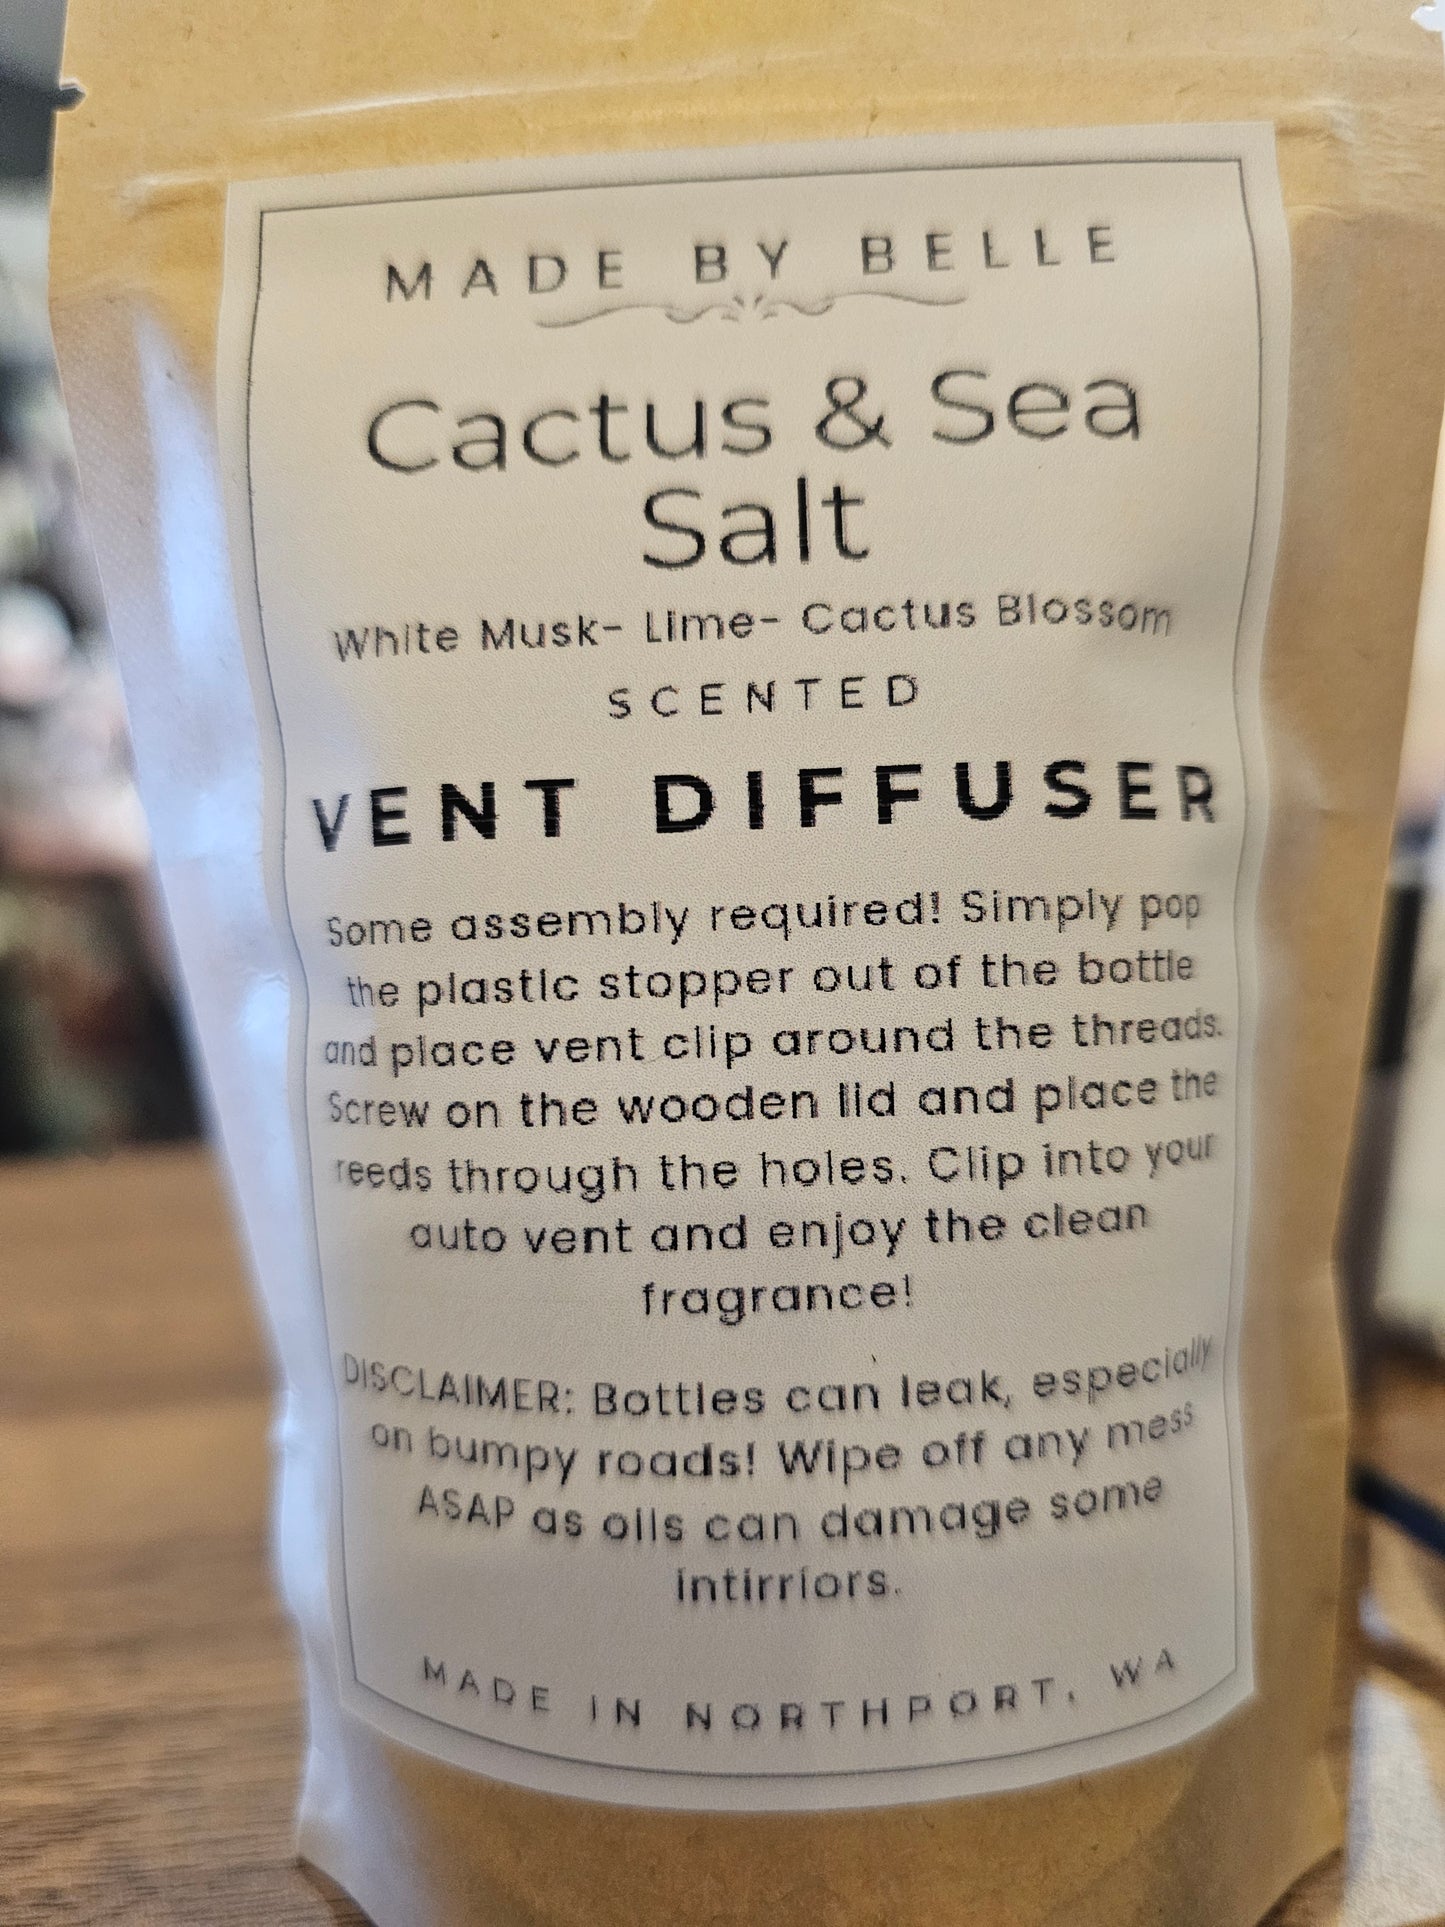 MADE BY BELLE
Cactus & Sea
Salt
White Musk- Lime- Cactus Blossom
SCENTED
VENT DIFFUSER
Some assembly required! Simply pop
the plastic stopper out of the bottle
and place vent clip around the threads.
Screw on the wooden lid and place the
reeds through the holes. Clip into your
auto vent and enjoy the clean
fragrance!
DISCLAIMER: Bottles can leak, especially
on bumpy roads! Wipe off any mess
ASAP as oils can damage some
intirriors.
MADE IN NORTHPORT, WA